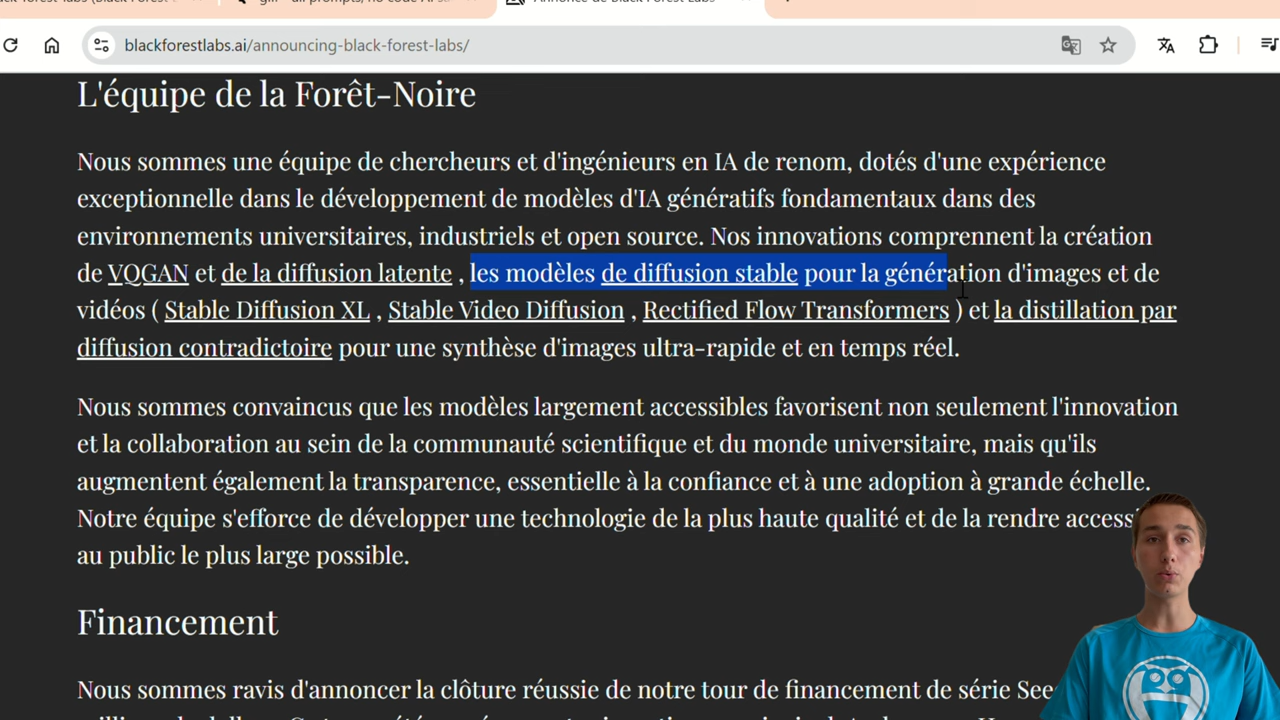 Annonce de Black Forest Labs
blackforestlabs.ai/announcing-black-forest-labs/
L'équipe de la Forêt-Noire
Nous sommes une équipe de chercheurs et d'ingénieurs en IA de renom, dotés d'une expérience
exceptionnelle dans le développement de modèles d'IA génératifs fondamentaux dans des
environnements universitaires, industriels et open source. Nos innovations comprennent la création
de VQGAN et de la diffusion latente , les modèles de diffusion stable pour la génération d'images et de
vidéos ( Stable Diffusion XL , Stable Video Diffusion , Rectified Flow Transformers ) et la distillation par
diffusion contradictoire pour une synthèse d'images ultra-rapide et en temps réel.
Nous sommes convaincus que les modèles largement accessibles favorisent non seulement l'innovation
et la collaboration au sein de la communauté scientifique et du monde universitaire, mais qu'ils
augmentent également la transparence, essentielle à la confiance et à une adoption à grande échelle.
Notre équipe s'efforce de développer une technologie de la plus haute qualité et de la rendre
au public le plus large possible.
Financement
Nous sommes ravis d'annoncer la clôture réussie de notre tour de financement de série